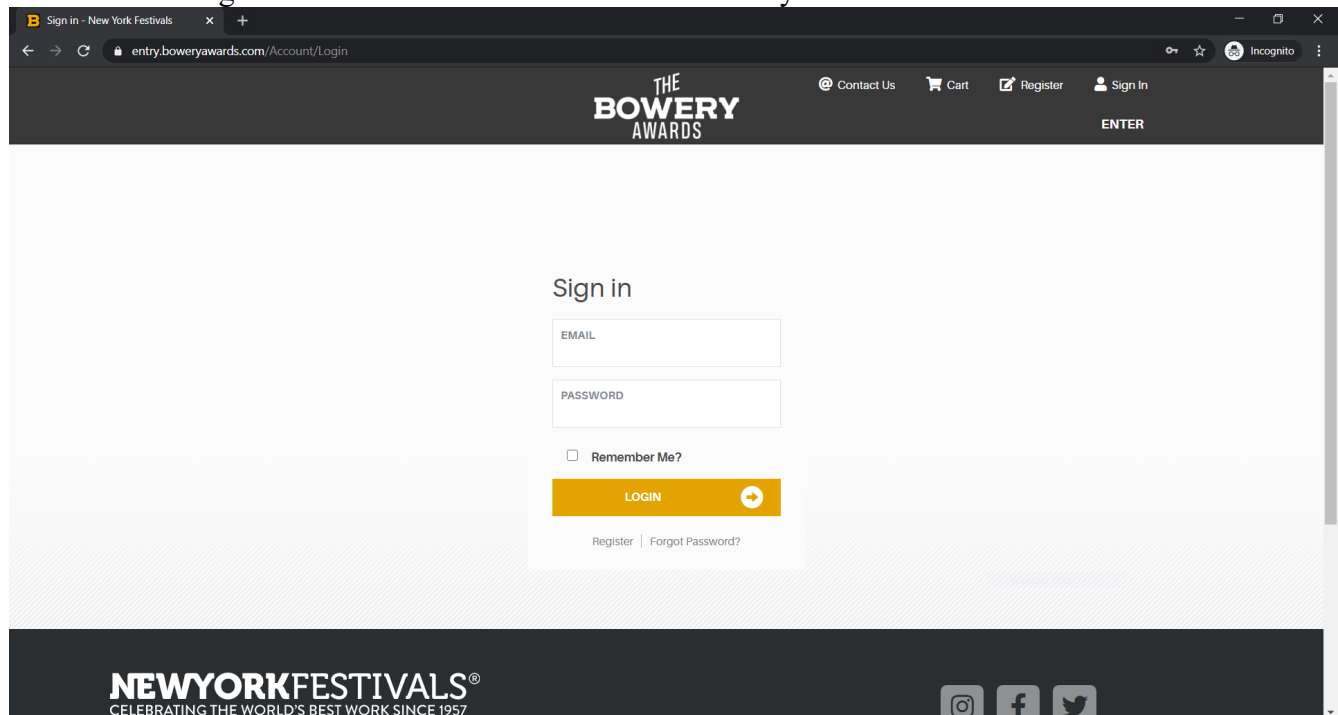 Sign in - New York Festivals
entry.boweryawards.com/Account/Login
Incognito
THE
BOWERY
AWARDS
Contact Us
Cart
Register
Sign In
ENTER
Sign in
EMAIL
PASSWORD
Remember Me?
LOGIN
Register | Forgot Password?
NEWYORKFESTIVALS®
CELEBRATING THE WORLD'S BEST WORK SINCE 1957